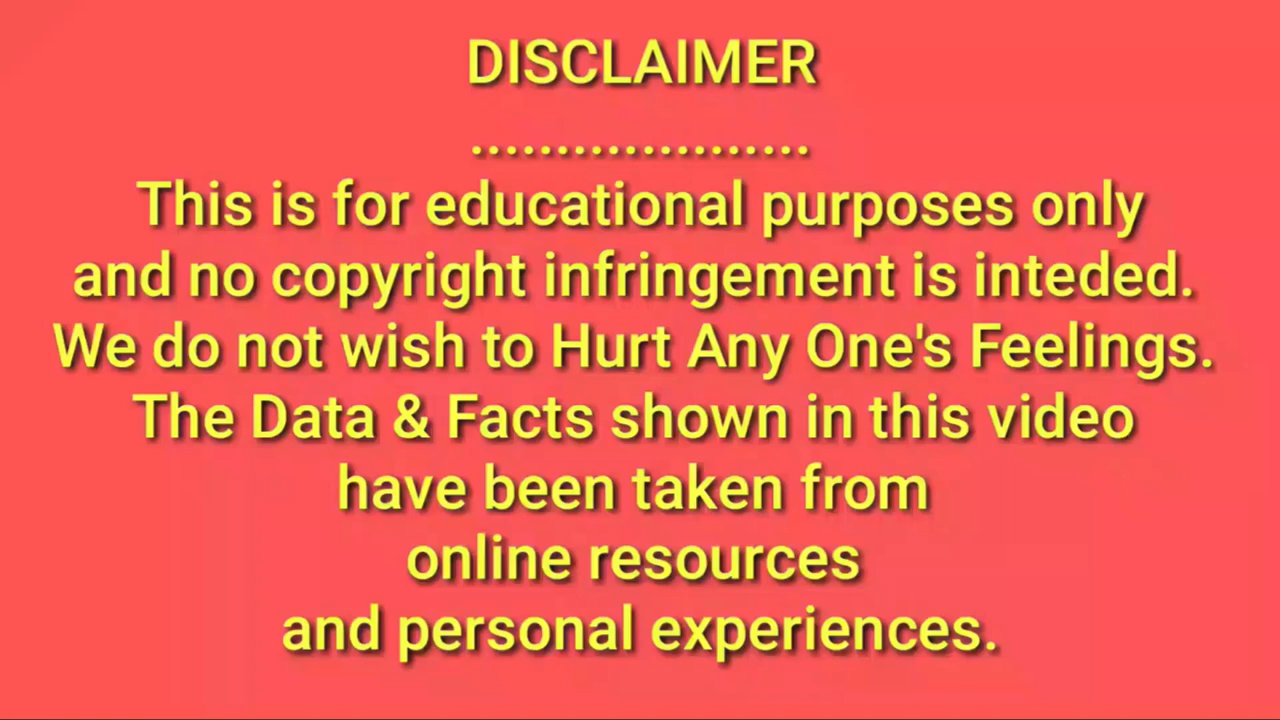 DISCLAIMER
.......................
This is for educational purposes only
and no copyright infringement is inteded.
We do not wish to Hurt Any One's Feelings.
The Data & Facts shown in this video
have been taken from
online resources
and personal experiences.